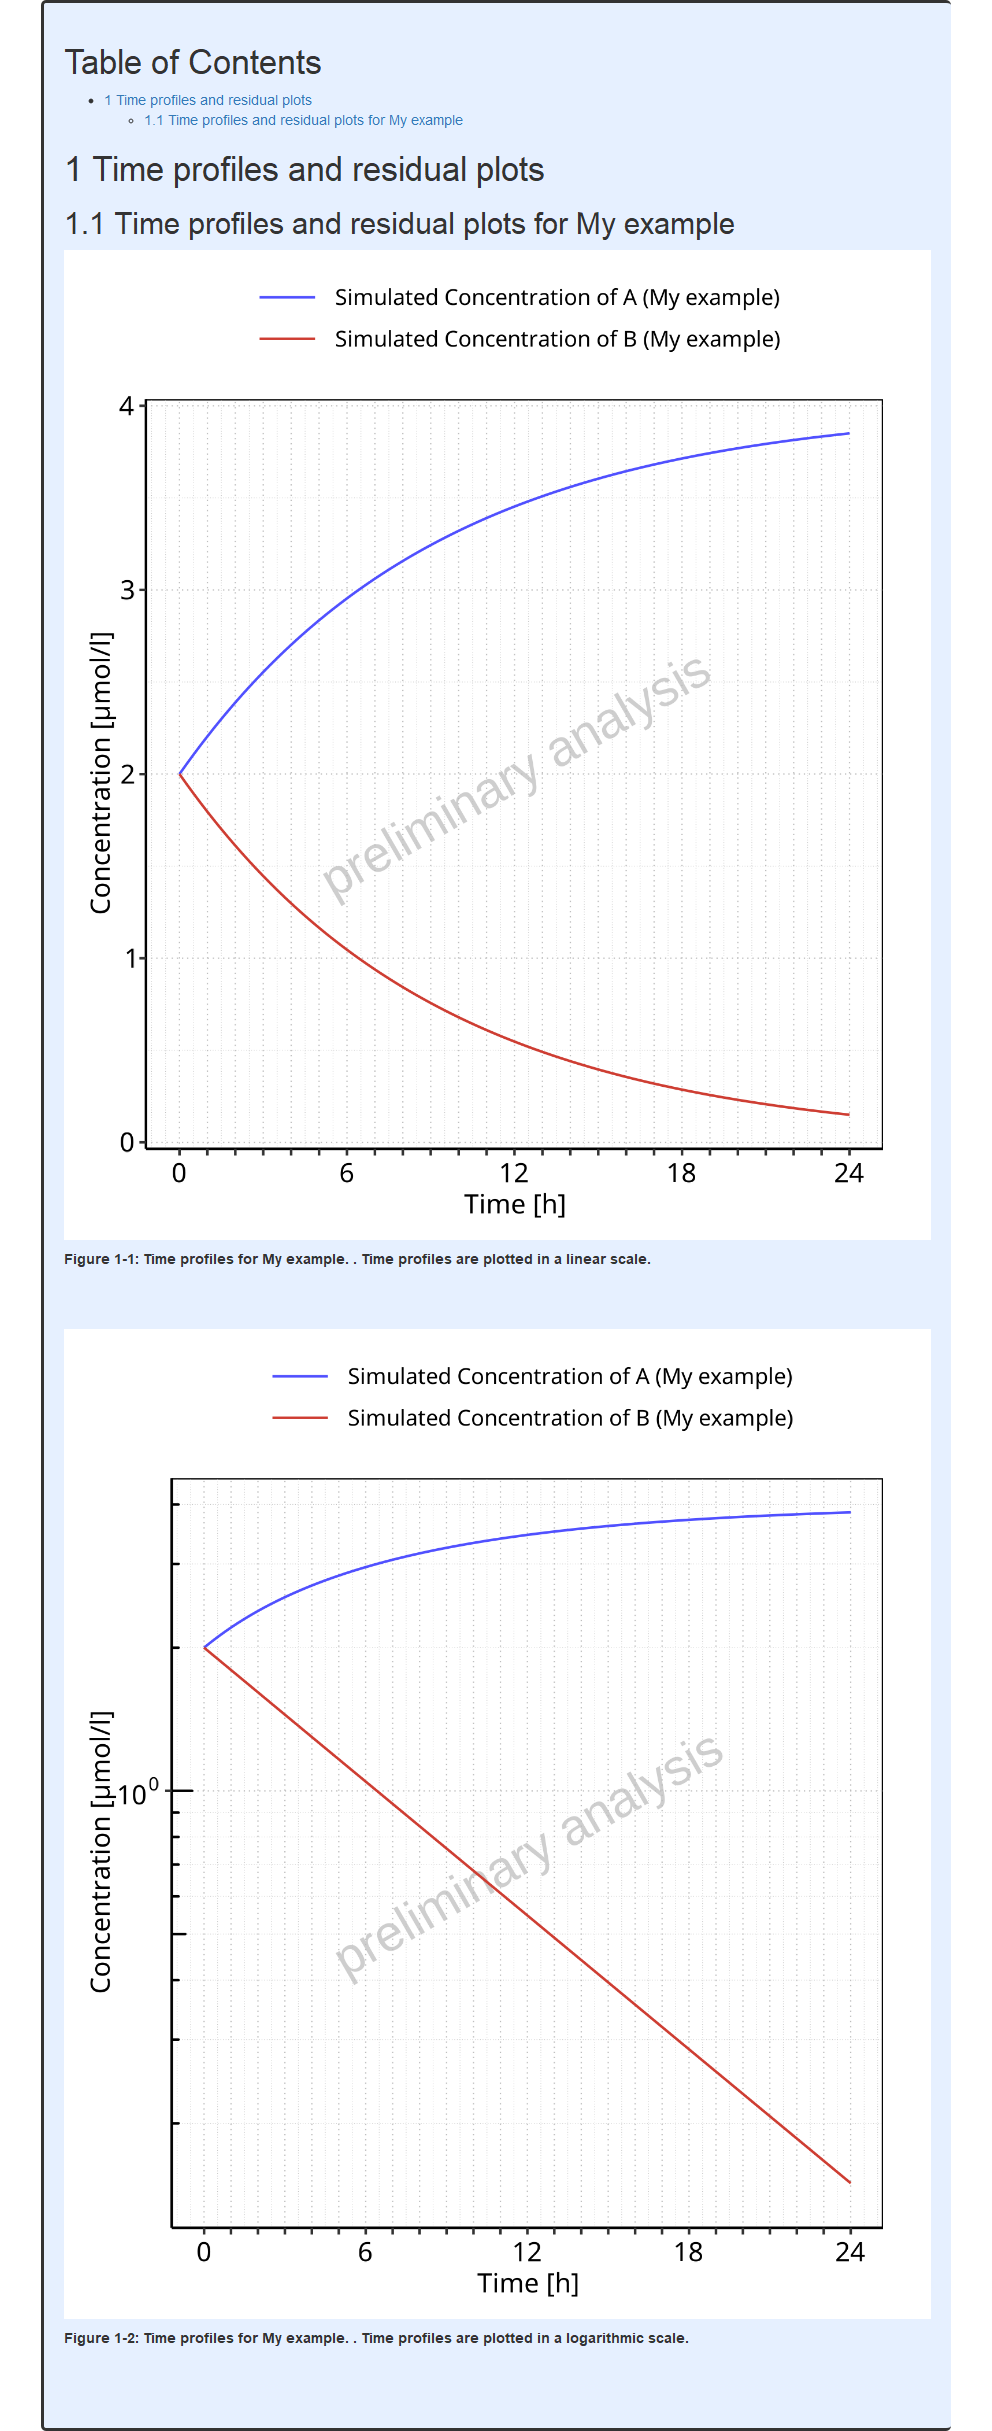 Table of Contents
1 Time profiles and residual plots
1.1 Time profiles and residual plots for My example
1 Time profiles and residual plots
1.1 Time profiles and residual plots for My example
Simulated Concentration of A (My example)
Simulated Concentration of B (My example)
4
3
2
1
0
Concentration [µmol/l]
preliminary analysis
0 6 12 18 24
Time [h]
Figure 1-1: Time profiles for My example. . Time profiles are plotted in a linear scale.
Simulated Concentration of A (My example)
Simulated Concentration of B (My example)
10⁰
Concentration [µmol/l]
preliminary analysis
0 6 12 18 24
Time [h]
Figure 1-2: Time profiles for My example. . Time profiles are plotted in a logarithmic scale.